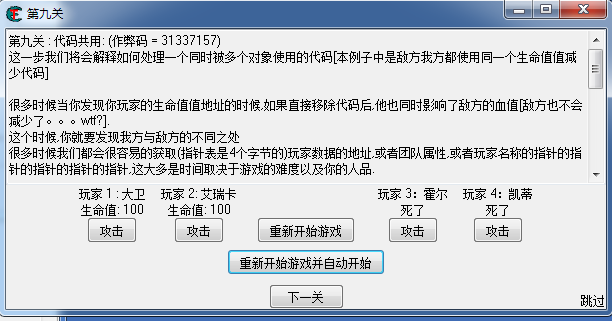 第九关
第九关 : 代码共用: (作弊码 = 31337157)
这一步我们将会解释如何处理一个同时被多个对象使用的代码[本例子中是敌方我方都使用同一个生命值值减
少代码]
很多时候当你发现你玩家的生命值值地址的时候.如果直接移除代码后.他也同时影响了敌方的血值[敌方也不会
减少了。。。wtf?].
这个时候.你就要发现我方与敌方的不同之处
很多时候我们都会很容易的获取(指针表是4个字节的)玩家数据的地址.或者团队属性.或者玩家名称的指针的指
针的指针的指针的指针.这大多是时间取决于游戏的难度以及你的人品.
玩家 1 : 大卫 玩家 2: 艾瑞卡 玩家 3：霍尔 玩家 4：凯蒂
生命值: 100 生命值: 100 死了 死了
攻击 攻击 重新开始游戏 攻击 攻击
重新开始游戏并自动开始
下一关
跳过